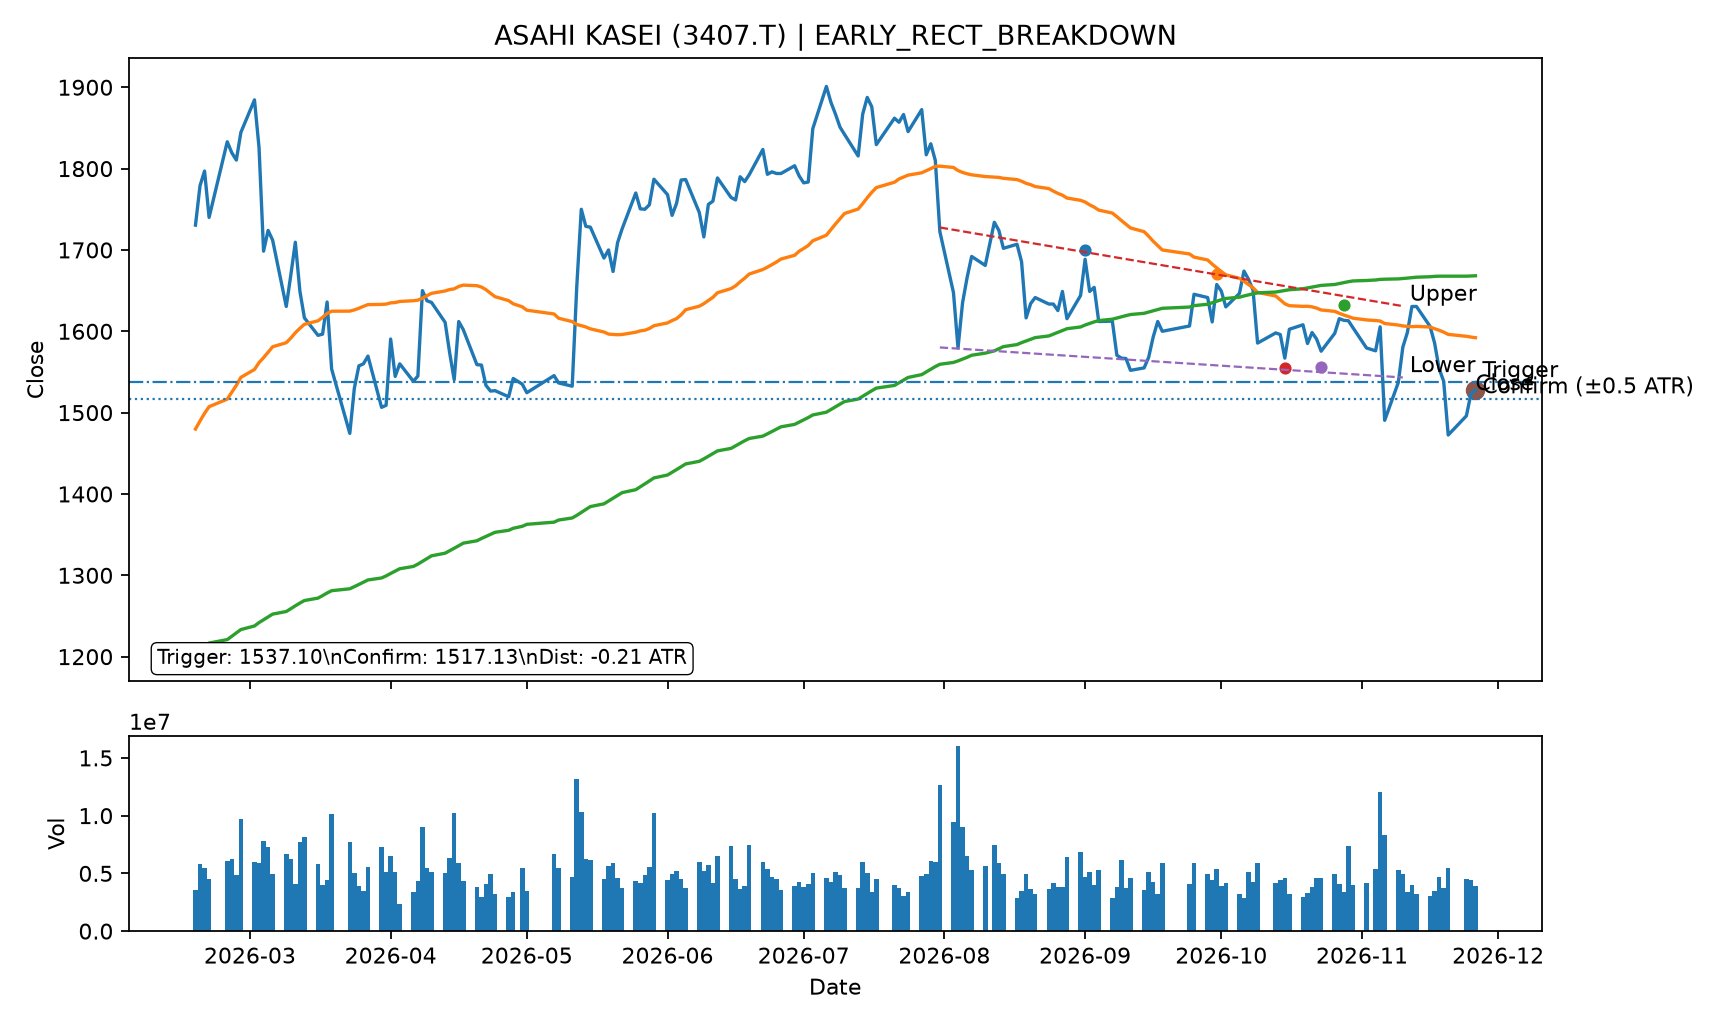 ASAHI KASEI (3407.T) | EARLY_RECT_BREAKDOWN
Close
1900
1800
1700
1600
1500
1400
1300
1200
Upper
Lower
Trigger
Close
Confirm (±0.5 ATR)
Trigger: 1537.10\nConfirm: 1517.13\nDist: -0.21 ATR
1e7
Vol
1.5
1.0
0.5
0.0
2026-03 2026-04 2026-05 2026-06 2026-07 2026-08 2026-09 2026-10 2026-11 2026-12
Date